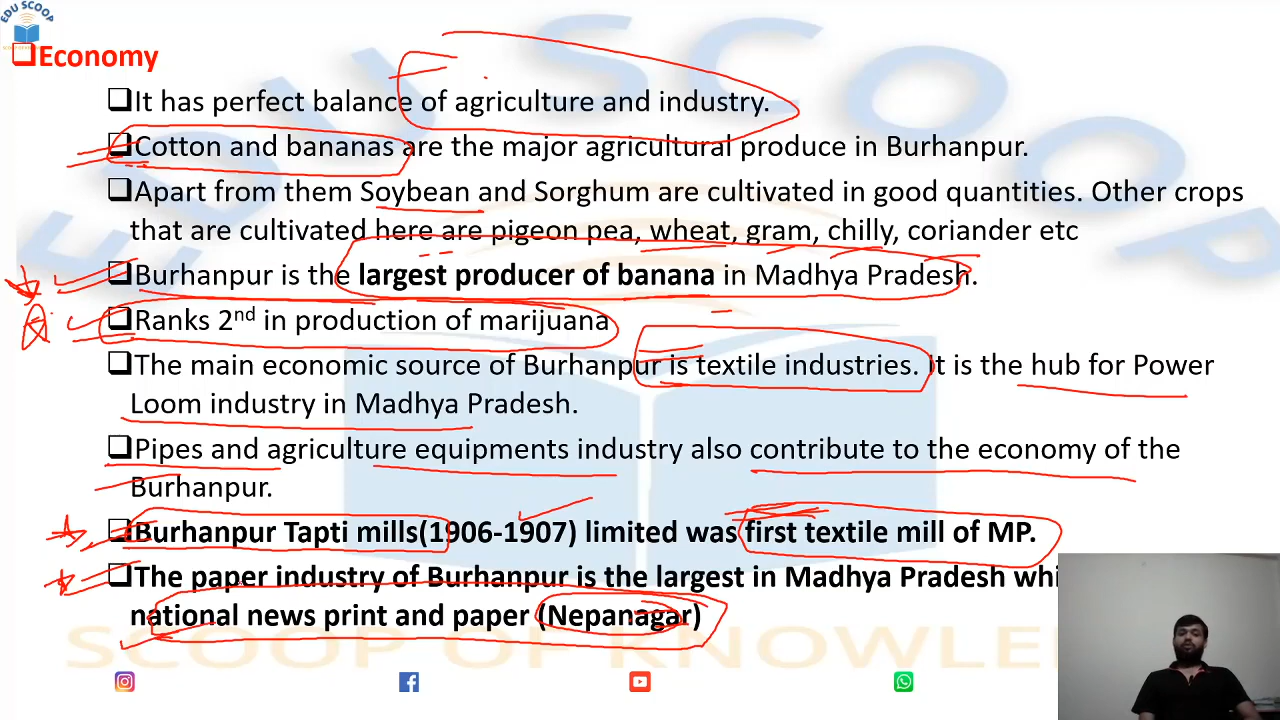 EDU SCOOP
Economy
It has perfect balance of agriculture and industry.
Cotton and bananas are the major agricultural produce in Burhanpur.
Apart from them Soybean and Sorghum are cultivated in good quantities. Other crops
that are cultivated here are pigeon pea, wheat, gram, chilly, coriander etc
Burhanpur is the largest producer of banana in Madhya Pradesh.
Ranks 2nd in production of marijuana
The main economic source of Burhanpur is textile industries. It is the hub for Power
Loom industry in Madhya Pradesh.
Pipes and agriculture equipments industry also contribute to the economy of the
Burhanpur.
Burhanpur Tapti mills(1906-1907) limited was first textile mill of MP.
The paper industry of Burhanpur is the largest in Madhya Pradesh
national news print and paper (Nepanagar)
EDU SCOOP
SCOOP OF KNOWLE